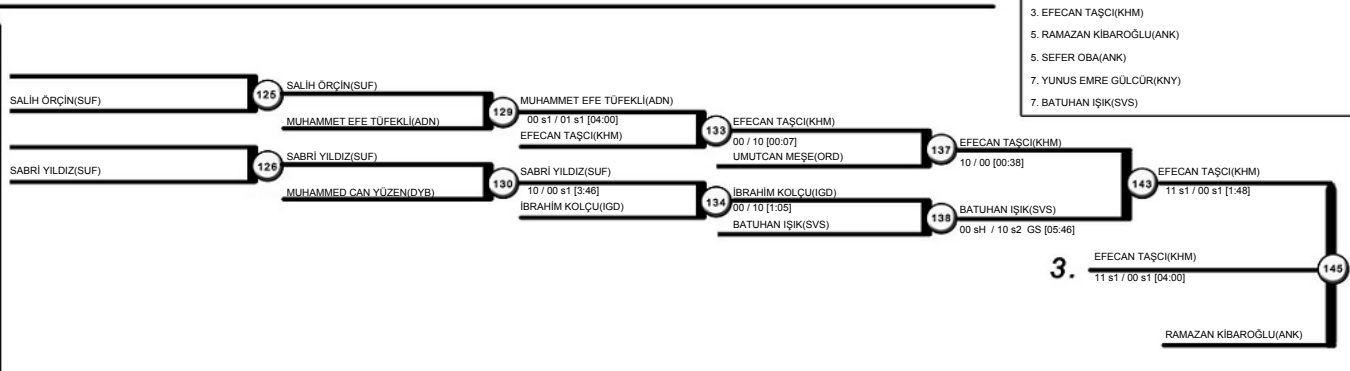 3. EFECAN TAŞCI(KHM)
5. RAMAZAN KİBAROĞLU(ANK)
5. SEFER OBA(ANK)
7. YUNUS EMRE GÜLCÜR(KNY)
7. BATUHAN IŞIK(SVS)
SALİH ÖRÇİN(SUF)
125
SALİH ÖRÇİN(SUF)
MUHAMMET EFE TÜFEKLİ(ADN)
129
MUHAMMET EFE TÜFEKLİ(ADN)
00 s1 / 01 s1 [04:00]
EFECAN TAŞCI(KHM)
133
EFECAN TAŞCI(KHM)
00 / 10 [00:07]
UMUTCAN MEŞE(ORD)
137
EFECAN TAŞCI(KHM)
10 / 00 [00:38]
SABRİ YILDIZ(SUF)
126
SABRİ YILDIZ(SUF)
MUHAMMED CAN YÜZEN(DYB)
130
SABRİ YILDIZ(SUF)
10 / 00 s1 [3:46]
İBRAHİM KOLÇU(IGD)
134
İBRAHİM KOLÇU(IGD)
00 / 10 [1:05]
BATUHAN IŞIK(SVS)
138
BATUHAN IŞIK(SVS)
00 sH / 10 s2 GS [05:46]
143
EFECAN TAŞCI(KHM)
11 s1 / 00 s1 [1:48]
3.
EFECAN TAŞCI(KHM)
11 s1 / 00 s1 [04:00]
145
RAMAZAN KİBAROĞLU(ANK)